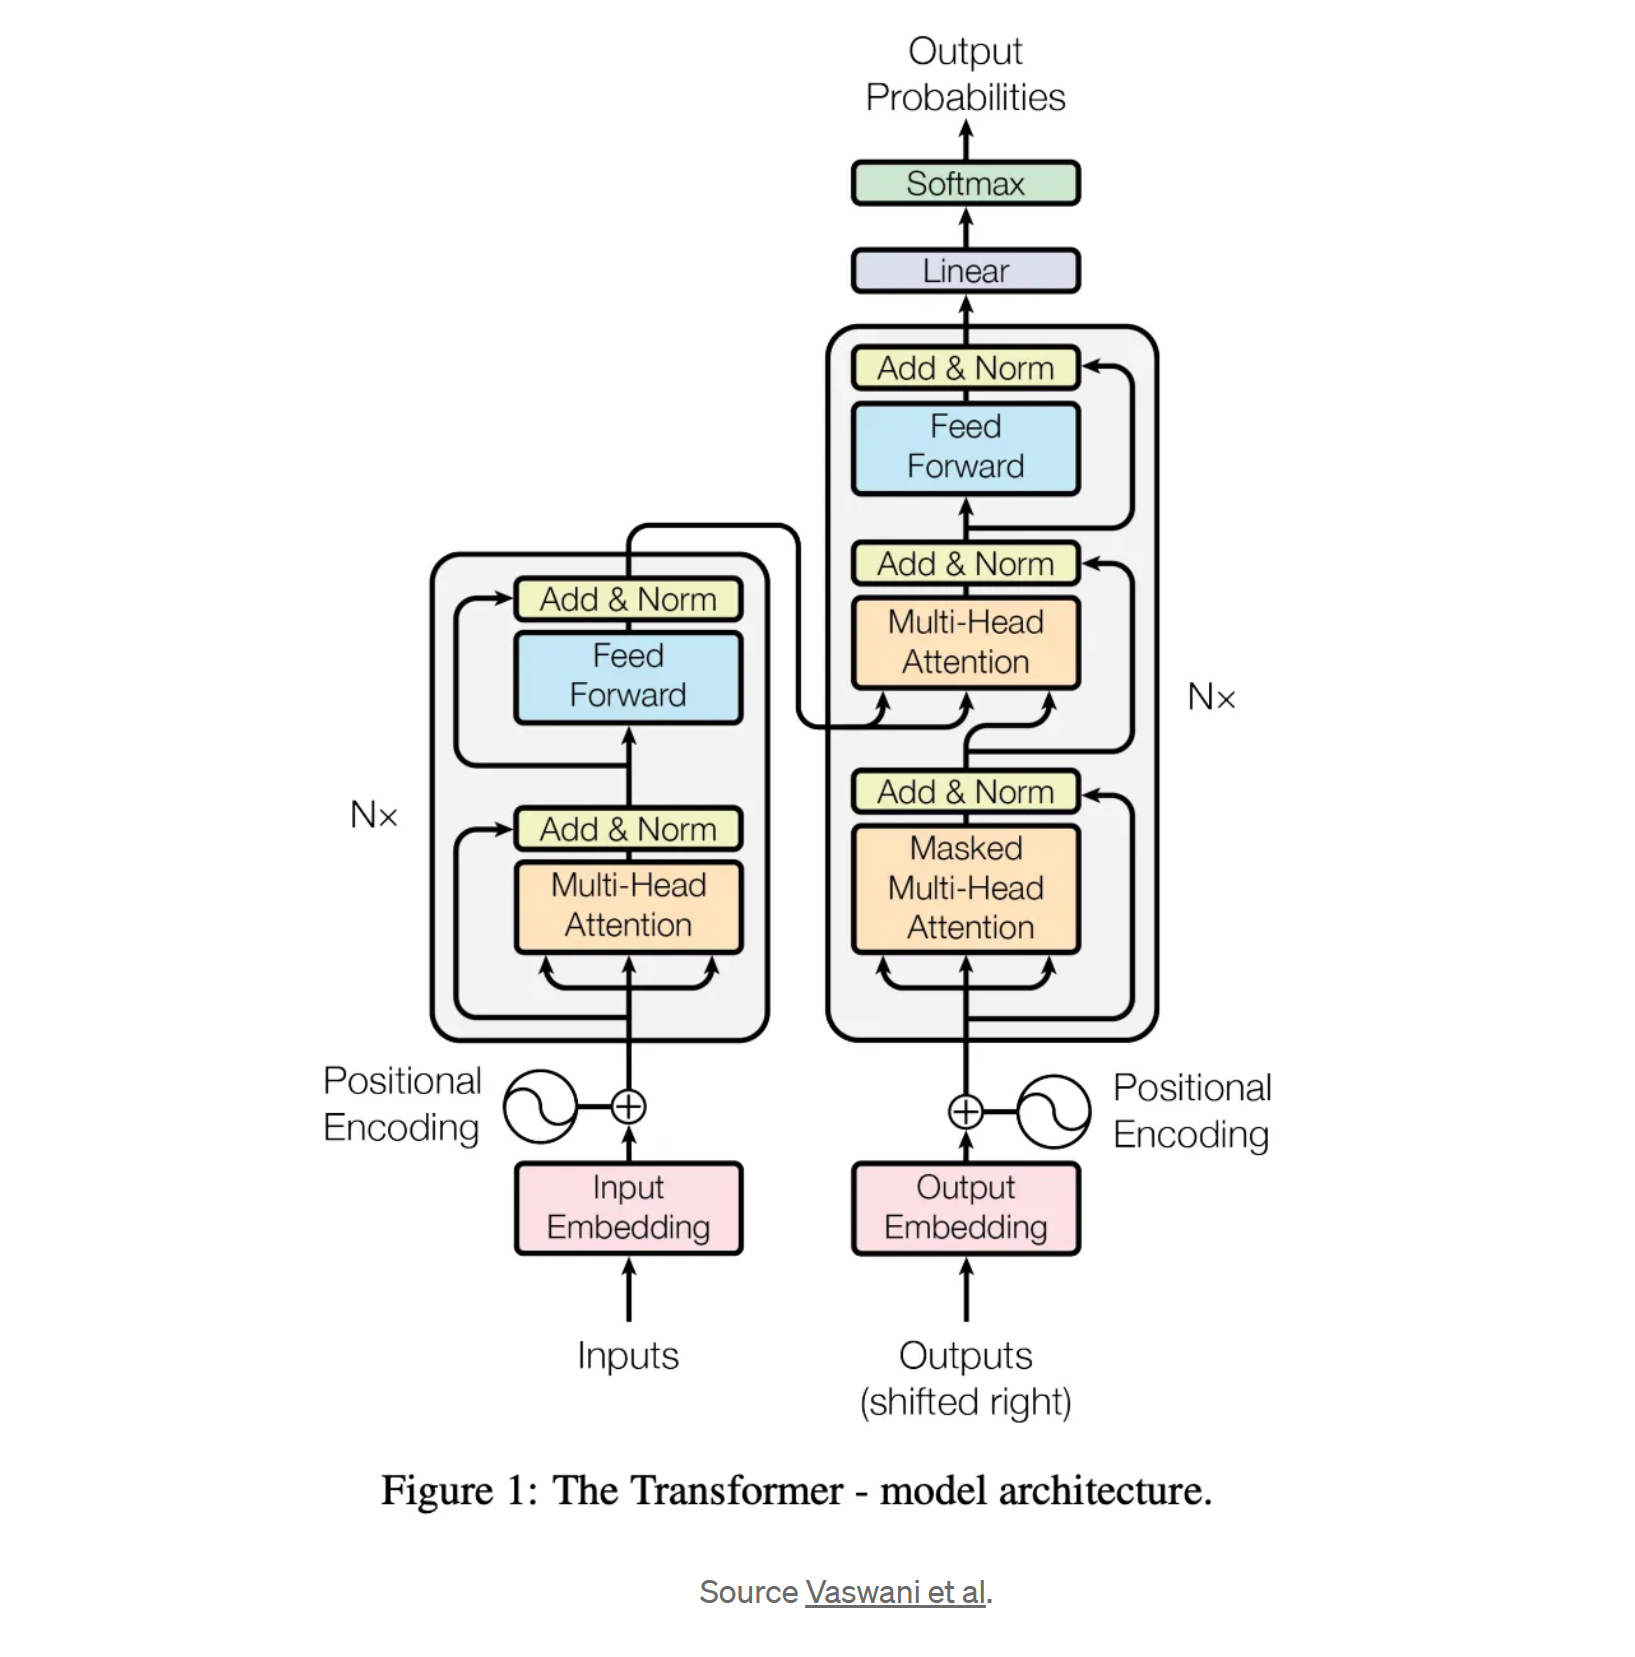 Output
Probabilities
Softmax
Linear
Add & Norm
Feed
Forward
Add & Norm
Multi-Head
Attention
Add & Norm
Masked
Multi-Head
Attention
N×
Add & Norm
Feed
Forward
Add & Norm
Multi-Head
Attention
N×
Positional
Encoding
Positional
Encoding
Input
Embedding
Output
Embedding
Inputs
Outputs
(shifted right)
Figure 1: The Transformer - model architecture.
Source Vaswani et al.